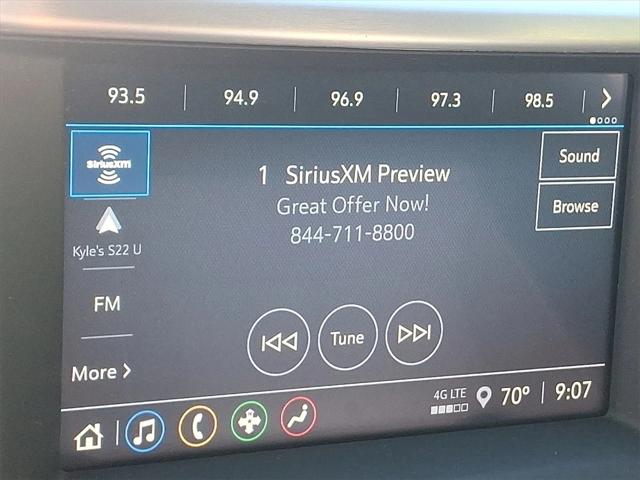 93.5 94.9 96.9 97.3 98.5
SiriusXM
1 SiriusXM Preview
Great Offer Now!
844-711-8800
Sound
Browse
Kyle's S22 U
FM
Tune
More
4G LTE
70° 9:07